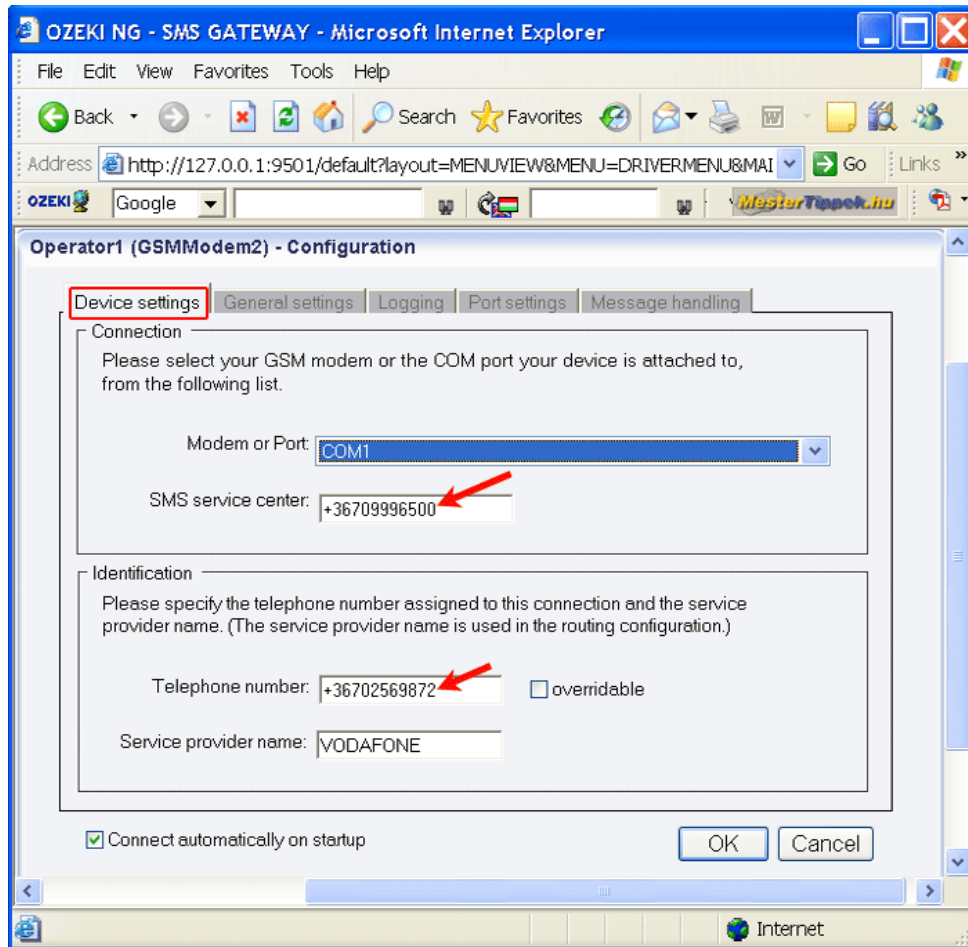 OZEKI NG - SMS GATEWAY - Microsoft Internet Explorer
File Edit View Favorites Tools Help
Back Search Favorites
Address http://127.0.0.1:9501/default?layout=MENUVIEW&MENU=DRIVERMENU&MAI Go Links »
OZEKI Google MesterTippek.hu
Operator1 (GSMModem2) - Configuration
Device settings General settings Logging Port settings Message handling
Connection
Please select your GSM modem or the COM port your device is attached to,
from the following list.
Modem or Port: COM1
SMS service center: +36709996500
Identification
Please specify the telephone number assigned to this connection and the service
provider name. (The service provider name is used in the routing configuration.)
Telephone number: +36702569872 overridable
Service provider name: VODAFONE
Connect automatically on startup OK Cancel
Internet